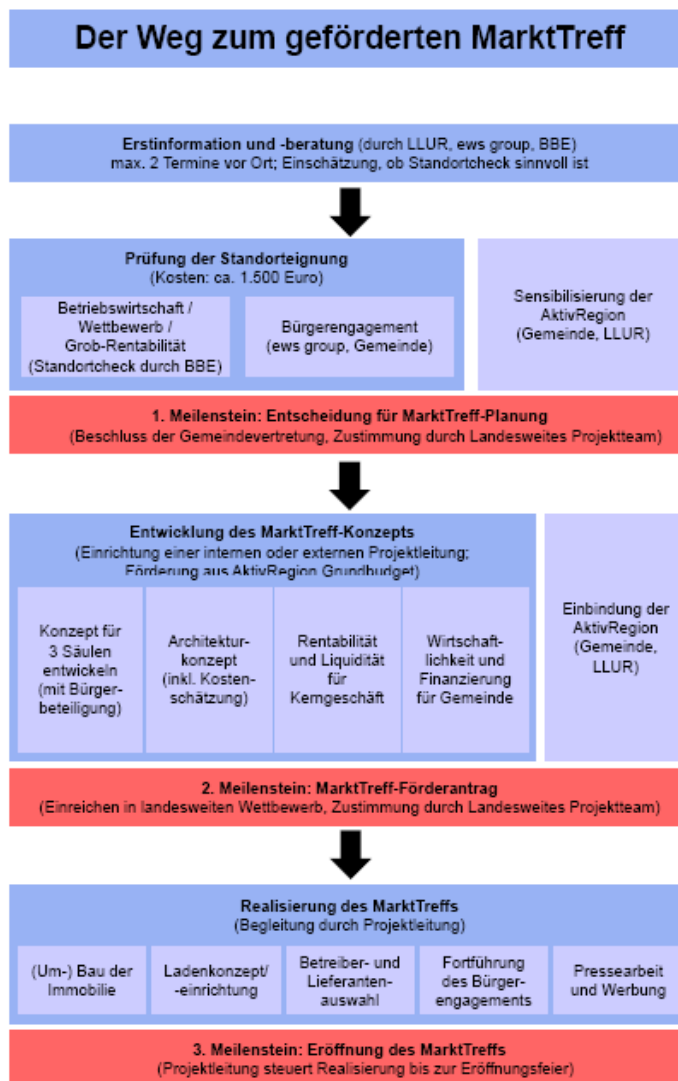 Der Weg zum geförderten MarktTreff
Erstinformation und -beratung (durch LLUR, ews group, BBE)
max. 2 Termine vor Ort; Einschätzung, ob Standortcheck sinnvoll ist
Prüfung der Standorteignung
(Kosten: ca. 1.500 Euro)
Betriebswirtschaft /
Wettbewerb /
Grob-Rentabilität
(Standortcheck durch BBE)
Bürgerengagement
(ews group, Gemeinde)
Sensibilisierung der
AktivRegion
(Gemeinde, LLUR)
1. Meilenstein: Entscheidung für MarktTreff-Planung
(Beschluss der Gemeindevertretung, Zustimmung durch Landesweites Projektteam)
Entwicklung des MarktTreff-Konzepts
(Einrichtung einer internen oder externen Projektleitung;
Förderung aus AktivRegion Grundbudget)
Konzept für
3 Säulen
entwickeln
(mit Bürger-
beteiligung)
Architektur-
konzept
(inkl. Kosten-
schätzung)
Rentabilität
und Liquidität
für
Kerngeschäft
Wirtschaft-
lichkeit und
Finanzierung
für Gemeinde
Einbindung der
AktivRegion
(Gemeinde,
LLUR)
2. Meilenstein: MarktTreff-Förderantrag
(Einreichen in landesweiten Wettbewerb, Zustimmung durch Landesweites Projektteam)
Realisierung des MarktTreffs
(Begleitung durch Projektleitung)
(Um-) Bau der
Immobilie
Ladenkonzept/
-einrichtung
Betreiber- und
Lieferanten-
auswahl
Fortführung
des Bürger-
engagements
Pressearbeit
und Werbung
3. Meilenstein: Eröffnung des MarktTreffs
(Projektleitung steuert Realisierung bis zur Eröffnungsfeier)